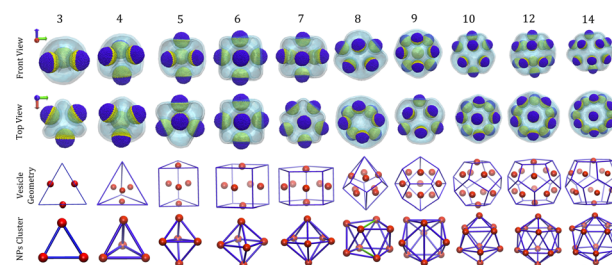 3 4 5 6 7 8 9 10 12 14
Front View
Top View
Vesicle
Geometry
NPs Cluster